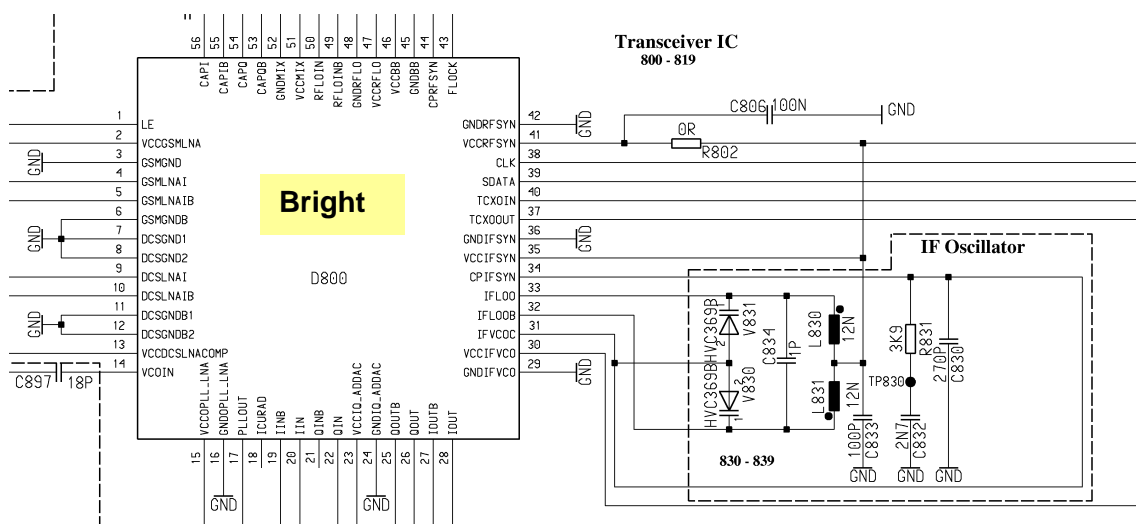 Transceiver IC
800 - 819
56 55 54 53 52 51 50 49 48 47 46 45 44 43
CAPI CAPIB CAPQ CAPQB GNDMIX VCCMIX RFLOIN RFLOINB GNDRFLO VCCRFLO VCCBB GNDBB CPRFSYN FLOCK
1 LE
2 VCCGSMLNA
GND 3 GSMGND
4 GSMLNAI
5 GSMLNAIB
6 GSMGNDB
GND 7 DCSGND1
8 DCSGND2
9 DCSLNAI
10 DCSLNAIB
11 DCSGNDB1
GND 12 DCSGNDB2
13 VCCDCSLNACOMP
14 VCOIN
C897 18P
Bright
D800
GNDRFSYN 42 GND
VCCRFSYN 41
CLK 38
SDATA 39
TCXOIN 40
TCXOOUT 37
GNDIFSYN 36 GND
VCCIFSYN 35
CPIFSYN 34
IFLOO 33
IFLOOB 32
IFVCOC 31
VCCIFVCO 30
GNDIFVCO 29 GND
VCCOPLL_LNA GNDOPLL_LNA PLLOUT ICURAD IINB IIN QINB QIN VCCIQ_ADDAC GNDIQ_ADDAC QOUTB QOUT IOUTB IOUT
15 16 17 18 19 20 21 22 23 24 25 26 27 28
GND GND
C806 100N GND
0R
R802
IF Oscillator
HVC369B V831
1 2
HVC369B V830
2 1
C834 1P
L830 12N
L831 12N
3K9 R831
TP830
270P C830
100P C833
2N7 C832
GND GND GND
830 - 839